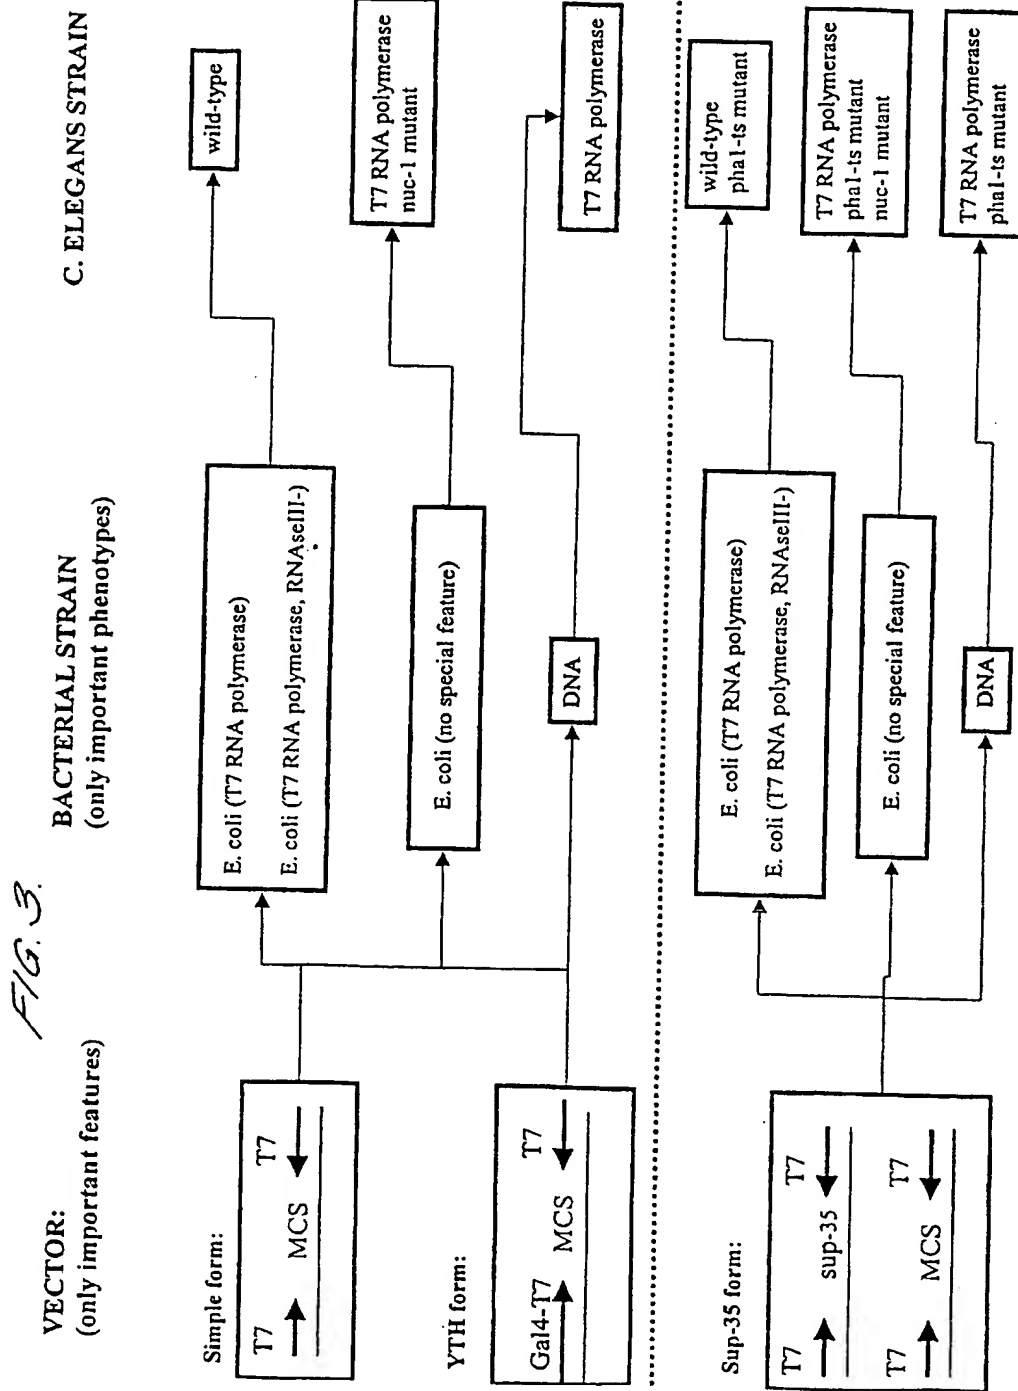 FIG. 3.
VECTOR:
(only important features)
BACTERIAL STRAIN
(only important phenotypes)
C. ELEGANS STRAIN
Simple form:
T7 T7
MCS
YTH form:
Gal4-T7 T7
MCS
E. coli (T7 RNA polymerase)
E. coli (T7 RNA polymerase, RNAseIII-)
E. coli (no special feature)
DNA
wild-type
T7 RNA polymerase
nuc-1 mutant
T7 RNA polymerase
Sup-35 form:
T7 sup-35 T7
T7 MCS T7
E. coli (T7 RNA polymerase)
E. coli (T7 RNA polymerase, RNAseIII-)
E. coli (no special feature)
DNA
wild-type
pha1-ts mutant
T7 RNA polymerase
pha1-ts mutant
nuc-1 mutant
T7 RNA polymerase
pha1-ts mutant